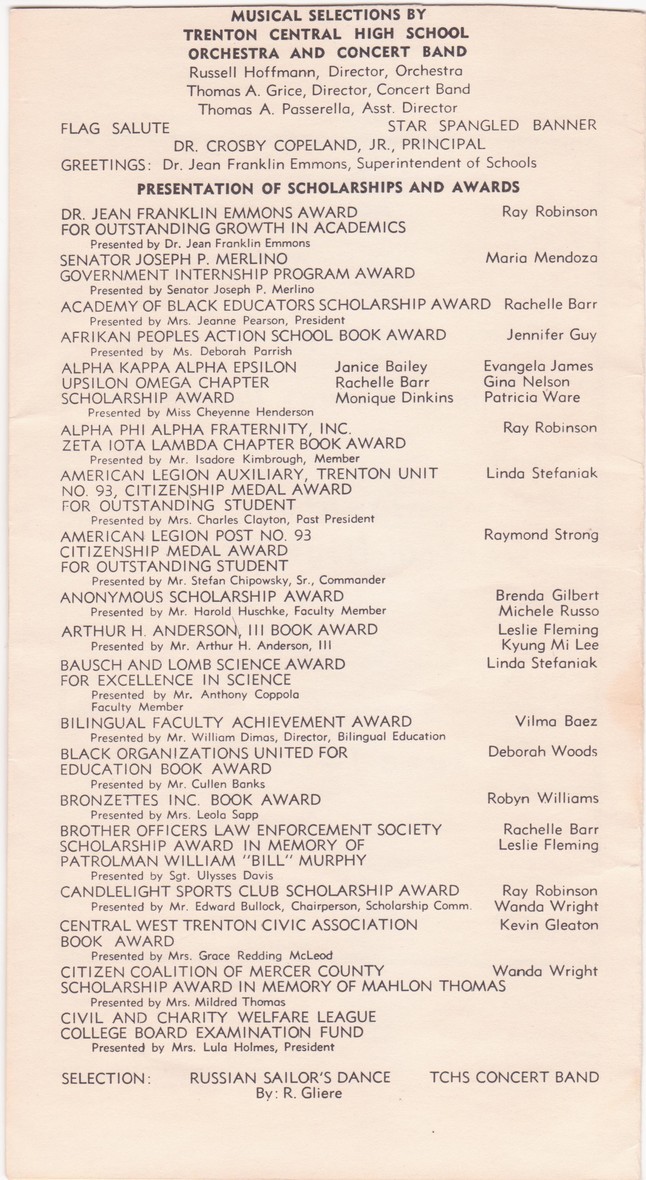 MUSICAL SELECTIONS BY
TRENTON CENTRAL HIGH SCHOOL
ORCHESTRA AND CONCERT BAND
Russell Hoffmann, Director, Orchestra
Thomas A. Grice, Director, Concert Band
Thomas A. Passerella, Asst. Director
FLAG SALUTE STAR SPANGLED BANNER
DR. CROSBY COPELAND, JR., PRINCIPAL
GREETINGS: Dr. Jean Franklin Emmons, Superintendent of Schools
PRESENTATION OF SCHOLARSHIPS AND AWARDS
DR. JEAN FRANKLIN EMMONS AWARD Ray Robinson
FOR OUTSTANDING GROWTH IN ACADEMICS
Presented by Dr. Jean Franklin Emmons
SENATOR JOSEPH P. MERLINO Maria Mendoza
GOVERNMENT INTERNSHIP PROGRAM AWARD
Presented by Senator Joseph P. Merlino
ACADEMY OF BLACK EDUCATORS SCHOLARSHIP AWARD Rachelle Barr
Presented by Mrs. Jeanne Pearson, President
AFRIKAN PEOPLES ACTION SCHOOL BOOK AWARD Jennifer Guy
Presented by Ms. Deborah Parrish
ALPHA KAPPA ALPHA EPSILON Janice Bailey Evangela James
UPSILON OMEGA CHAPTER Rachelle Barr Gina Nelson
SCHOLARSHIP AWARD Monique Dinkins Patricia Ware
Presented by Miss Cheyenne Henderson
ALPHA PHI ALPHA FRATERNITY, INC. Ray Robinson
ZETA IOTA LAMBDA CHAPTER BOOK AWARD
Presented by Mr. Isadore Kimbrough, Member
AMERICAN LEGION AUXILIARY, TRENTON UNIT Linda Stefaniak
NO. 93, CITIZENSHIP MEDAL AWARD
FOR OUTSTANDING STUDENT
Presented by Mrs. Charles Clayton, Past President
AMERICAN LEGION POST NO. 93 Raymond Strong
CITIZENSHIP MEDAL AWARD
FOR OUTSTANDING STUDENT
Presented by Mr. Stefan Chipowsky, Sr., Commander
ANONYMOUS SCHOLARSHIP AWARD Brenda Gilbert
Presented by Mr. Harold Huschke, Faculty Member Michele Russo
ARTHUR H. ANDERSON, III BOOK AWARD Leslie Fleming
Presented by Mr. Arthur H. Anderson, III Kyung Mi Lee
BAUSCH AND LOMB SCIENCE AWARD Linda Stefaniak
FOR EXCELLENCE IN SCIENCE
Presented by Mr. Anthony Coppola
Faculty Member
BILINGUAL FACULTY ACHIEVEMENT AWARD Vilma Baez
Presented by Mr. William Dimas, Director, Bilingual Education
BLACK ORGANIZATIONS UNITED FOR Deborah Woods
EDUCATION BOOK AWARD
Presented by Mr. Cullen Banks
BRONZETTES INC. BOOK AWARD Robyn Williams
Presented by Mrs. Leola Sapp
BROTHER OFFICERS LAW ENFORCEMENT SOCIETY Rachelle Barr
SCHOLARSHIP AWARD IN MEMORY OF Leslie Fleming
PATROLMAN WILLIAM "BILL" MURPHY
Presented by Sgt. Ulysses Davis
CANDLELIGHT SPORTS CLUB SCHOLARSHIP AWARD Ray Robinson
Presented by Mr. Edward Bullock, Chairperson, Scholarship Comm. Wanda Wright
CENTRAL WEST TRENTON CIVIC ASSOCIATION Kevin Gleaton
BOOK AWARD
Presented by Mrs. Grace Redding McLeod
CITIZEN COALITION OF MERCER COUNTY Wanda Wright
SCHOLARSHIP AWARD IN MEMORY OF MAHLON THOMAS
Presented by Mrs. Mildred Thomas
CIVIL AND CHARITY WELFARE LEAGUE
COLLEGE BOARD EXAMINATION FUND
Presented by Mrs. Lula Holmes, President
SELECTION: RUSSIAN SAILOR'S DANCE TCHS CONCERT BAND
By: R. Gliere